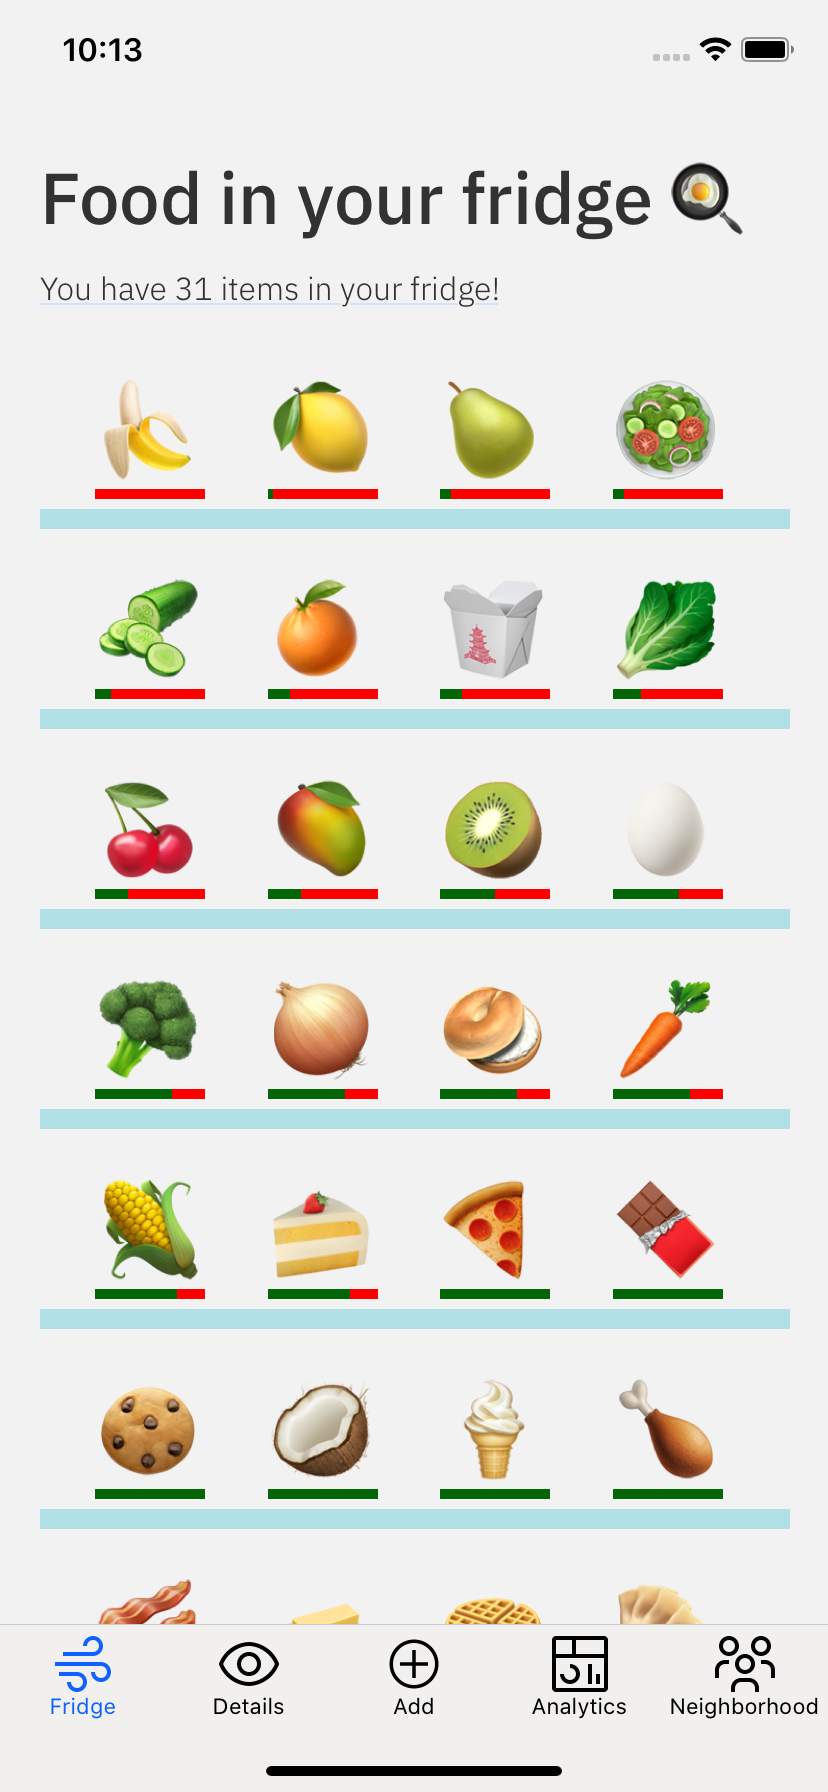 10:13
Food in your fridge
You have 31 items in your fridge!
Fridge
Details
Add
Analytics
Neighborhood